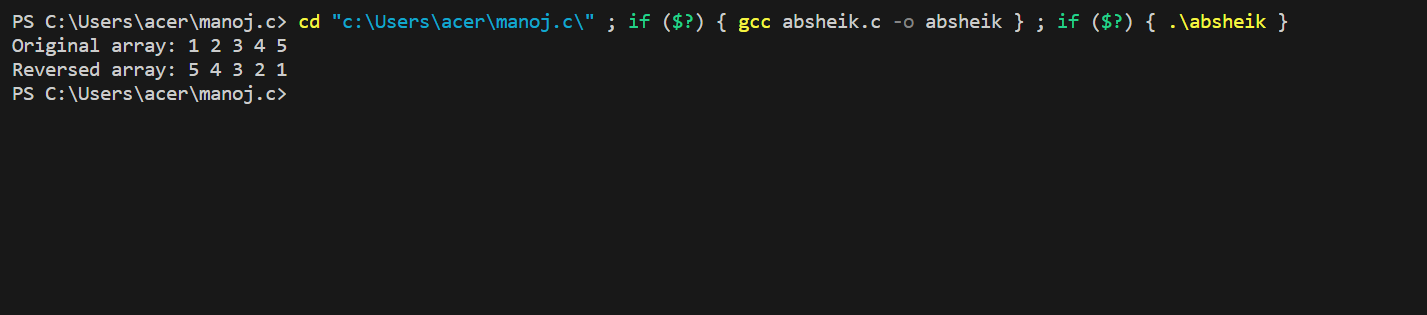 PS C:\Users\acer\manoj.c> cd "c:\Users\acer\manoj.c\" ; if ($?) { gcc absheik.c -o absheik } ; if ($?) { .\absheik }
Original array: 1 2 3 4 5
Reversed array: 5 4 3 2 1
PS C:\Users\acer\manoj.c>